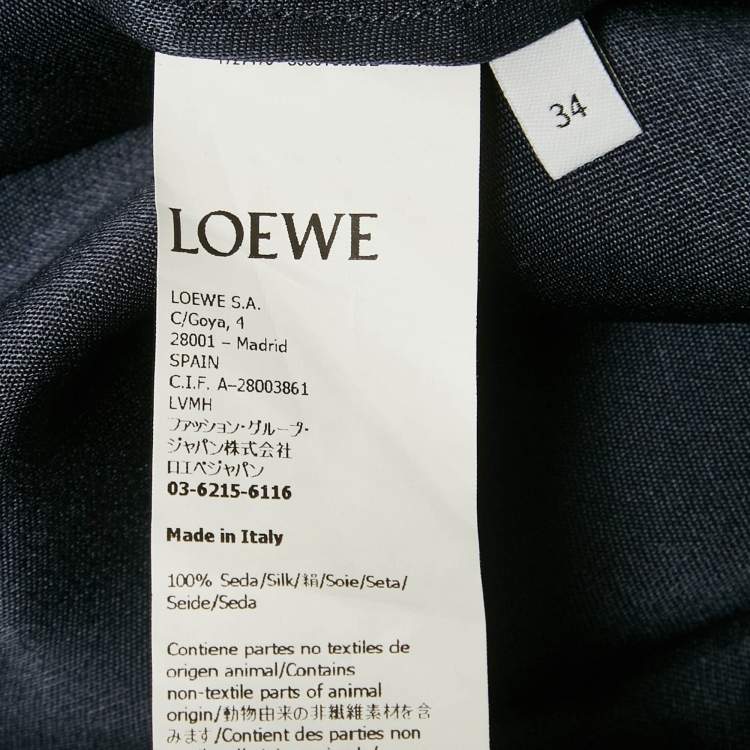 34
LOEWE
LOEWE S.A.
C/Goya, 4
28001 – Madrid
SPAIN
C.I.F. A–28003861
LVMH
ファッション・グループ・
ジャパン株式会社
ロエベジャパン
03-6215-6116
Made in Italy
100% Seda/Silk/絹/Soie/Seta/
Seide/Seda
Contiene partes no textiles de
origen animal/Contains
non-textile parts of animal
origin/動物由来の非繊維素材を含
みます/Contient des parties non